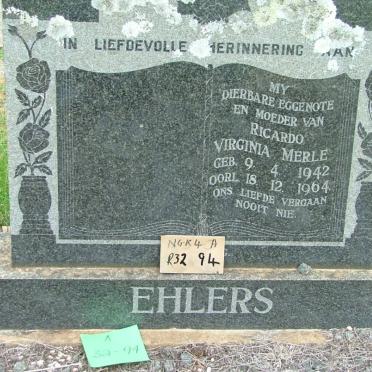 IN LIEFDEVOLLE HERINNERING AAN
MY
DIERBARE EGGENOTE
EN MOEDER VAN
RICARDO
VIRGINIA MERLE
GEB. 9. 4. 1942
OORL. 18. 12. 1964
ONS LIEFDE VERGAAN
NOOIT NIE
NGK4 A
R32 94
EHLERS
A